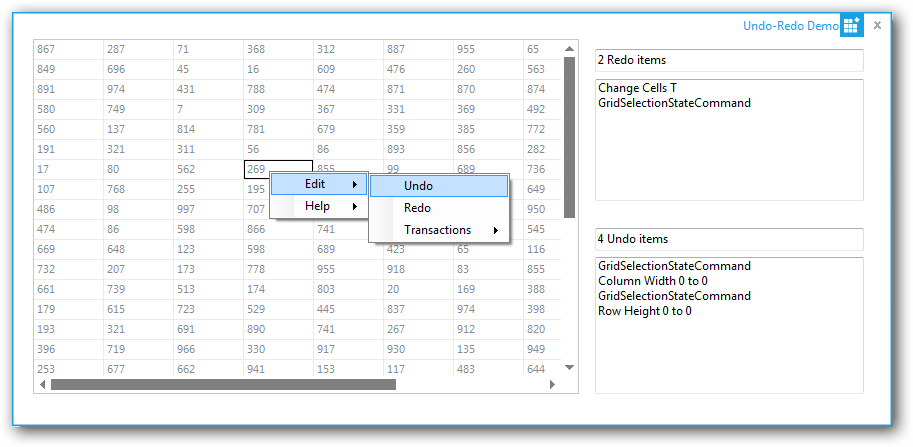 Undo-Redo Demo
867 287 71 368 312 887 955 65
849 696 45 16 609 476 260 563
891 974 431 788 474 871 870 874
580 749 7 309 367 331 369 492
560 137 814 781 679 359 385 772
191 321 311 56 86 893 856 282
17 80 562 269 855 99 689 736
107 768 255 195 649
486 98 997 707 950
474 86 598 866 741 545
669 648 123 598 689 423 65 116
732 207 173 778 955 918 83 855
661 739 513 174 803 20 169 388
179 615 723 529 445 837 974 398
193 321 691 890 741 267 912 820
396 719 966 330 917 930 135 949
253 677 662 941 153 117 483 644
Edit
Help
Undo
Redo
Transactions
2 Redo items
Change Cells T
GridSelectionStateCommand
4 Undo items
GridSelectionStateCommand
Column Width 0 to 0
GridSelectionStateCommand
Row Height 0 to 0